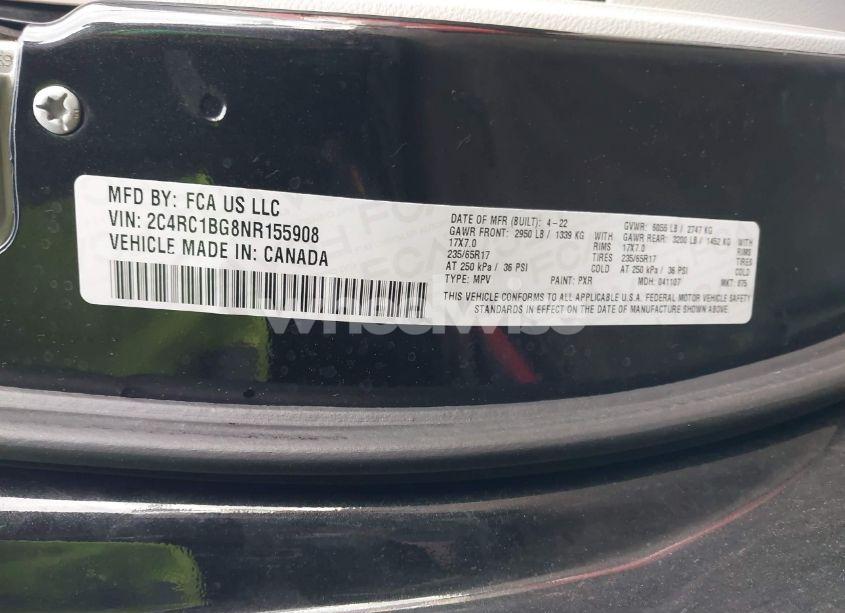 MFD BY: FCA US LLC
VIN: 2C4RC1BG8NR155908
VEHICLE MADE IN: CANADA
DATE OF MFR (BUILT): 4-22 GVWR: 6055 LB / 2747 KG
GAWR FRONT: 2950 LB / 1339 KG WITH GAWR REAR: 3200 LB / 1452 KG WITH
17X7.0 RIMS 17X7.0 RIMS
235/65R17 TIRES 235/65R17 TIRES
AT 250 kPa / 36 PSI COLD AT 250 kPa / 36 PSI COLD
TYPE: MPV PAINT: PXR MDH: 041107 MKT: 875
THIS VEHICLE CONFORMS TO ALL APPLICABLE U.S.A. FEDERAL MOTOR VEHICLE SAFETY
STANDARDS IN EFFECT ON THE DATE OF MANUFACTURE SHOWN ABOVE.